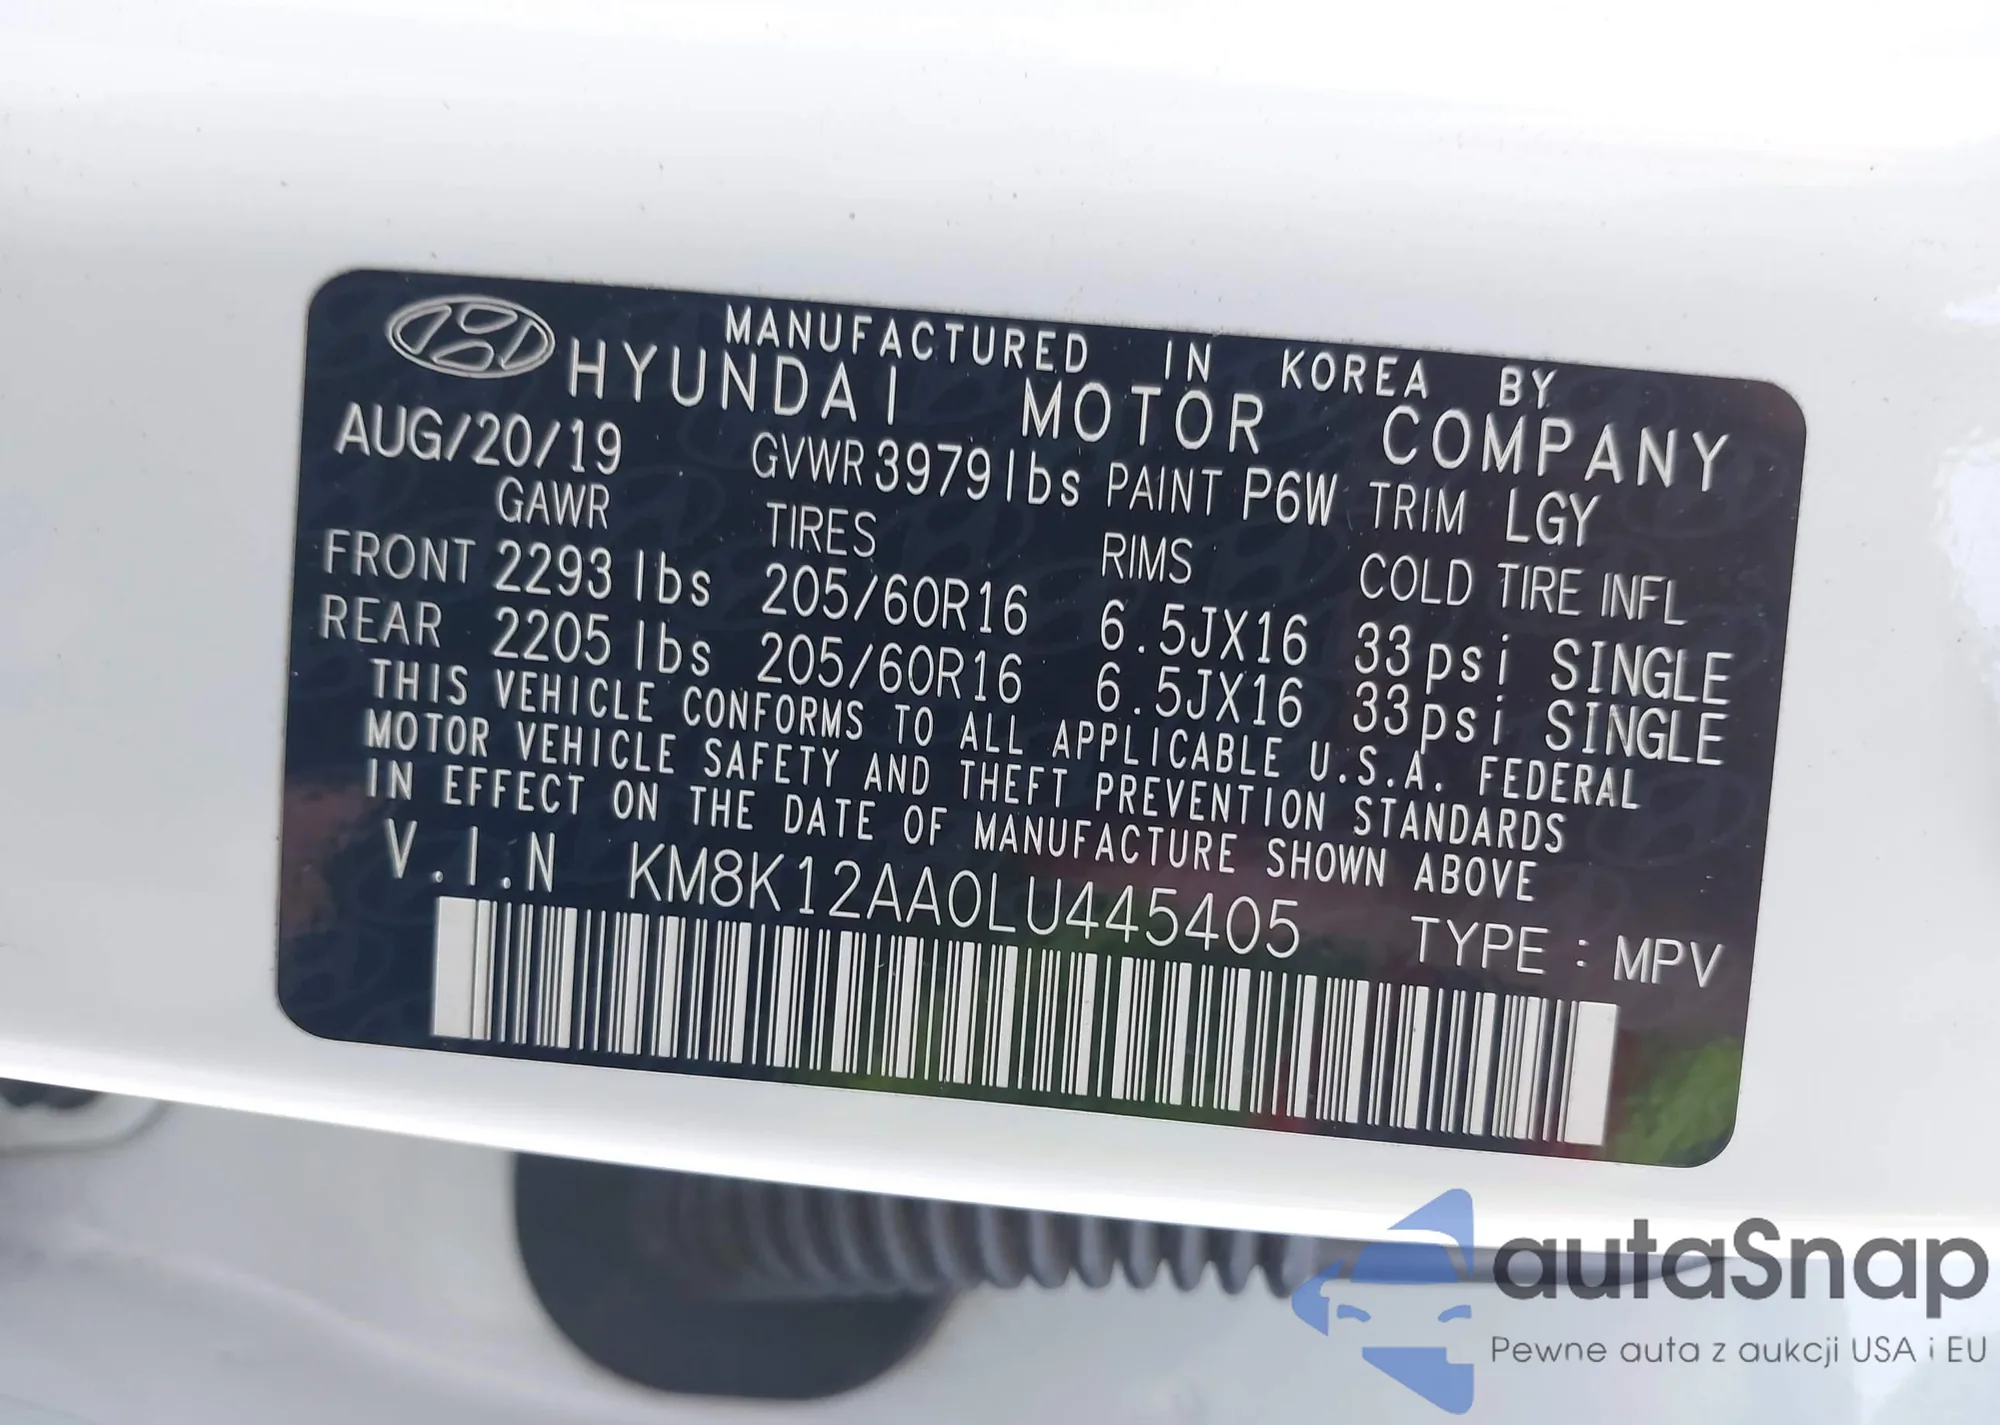 MANUFACTURED IN KOREA BY
HYUNDAI MOTOR COMPANY
AUG/20/19 GVWR 3979lbs PAINT P6W TRIM LGY
GAWR TIRES RIMS COLD TIRE INFL
FRONT 2293 lbs 205/60R16 6.5JX16 33psi SINGLE
REAR 2205 lbs 205/60R16 6.5JX16 33psi SINGLE
THIS VEHICLE CONFORMS TO ALL APPLICABLE U.S.A. FEDERAL
MOTOR VEHICLE SAFETY AND THEFT PREVENTION STANDARDS
IN EFFECT ON THE DATE OF MANUFACTURE SHOWN ABOVE
V.I.N KM8K12AA0LU445405 TYPE : MPV
autaSnap
Pewne auta z aukcji USA i EU